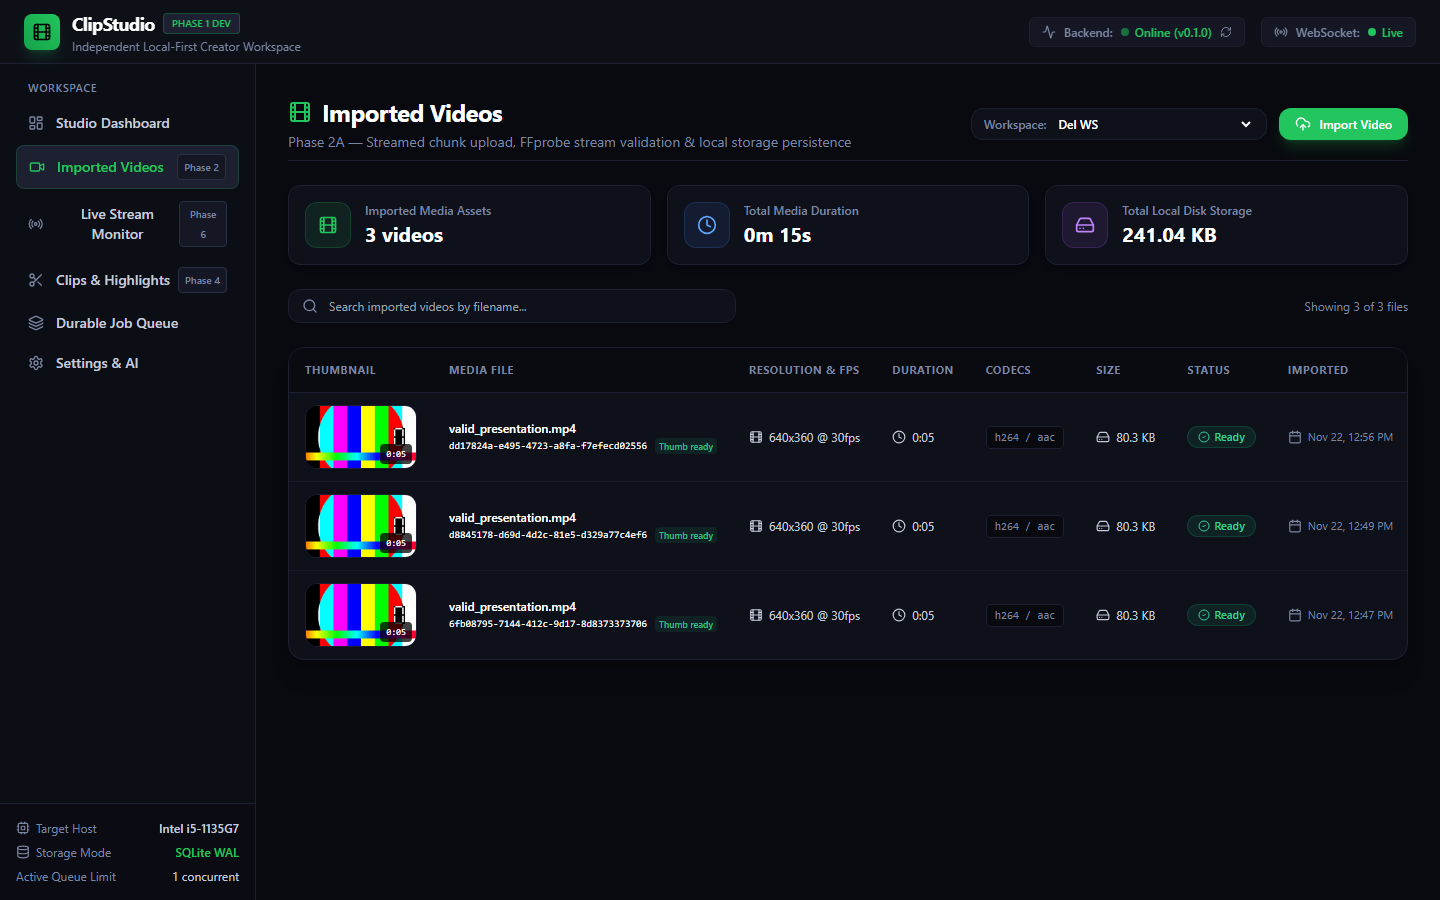 ClipStudio PHASE 1 DEV
Independent Local-First Creator Workspace
Backend: Online (v0.1.0)
WebSocket: Live
WORKSPACE
Studio Dashboard
Imported Videos Phase 2
Live Stream
Monitor
Phase
6
Clips & Highlights Phase 4
Durable Job Queue
Settings & AI
Target Host Intel i5-1135G7
Storage Mode SQLite WAL
Active Queue Limit 1 concurrent
Imported Videos
Phase 2A — Streamed chunk upload, FFprobe stream validation & local storage persistence
Workspace: Del WS
Import Video
Imported Media Assets
3 videos
Total Media Duration
0m 15s
Total Local Disk Storage
241.04 KB
Search imported videos by filename...
Showing 3 of 3 files
THUMBNAIL MEDIA FILE RESOLUTION & FPS DURATION CODECS SIZE STATUS IMPORTED
0:05
valid_presentation.mp4
dd17824a-e495-4723-a8fa-f7efecd02556 Thumb ready
640x360 @ 30fps 0:05 h264 / aac 80.3 KB Ready Nov 22, 12:56 PM
0:05
valid_presentation.mp4
d8845178-d69d-4d2c-81e5-d329a77c4ef6 Thumb ready
640x360 @ 30fps 0:05 h264 / aac 80.3 KB Ready Nov 22, 12:49 PM
0:05
valid_presentation.mp4
6fb08795-7144-412c-9d17-8d8373373706 Thumb ready
640x360 @ 30fps 0:05 h264 / aac 80.3 KB Ready Nov 22, 12:47 PM